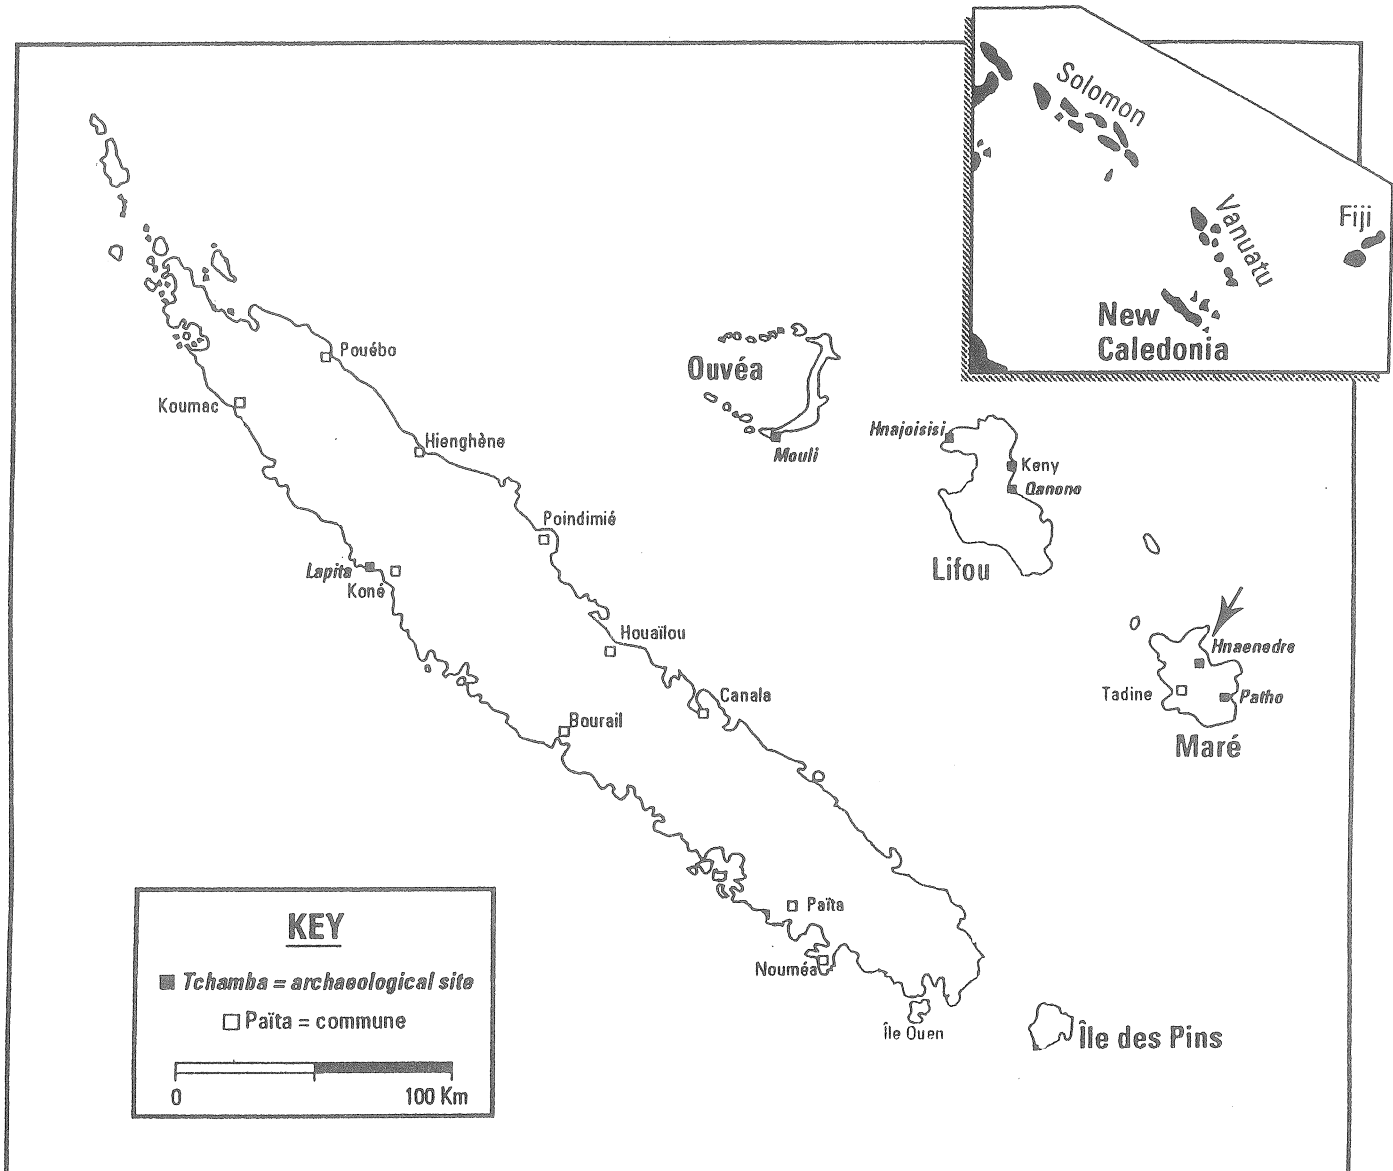 Solomon
Vanuatu
Fiji
New
Caledonia
Pouébo
Koumac
Hienghène
Ouvéa
Mouli
Hnajoisisi
Keny
Qanono
Lifou
Poindimié
Lapita
Koné
Houaïlou
Hnaenedre
Tadine
Patho
Maré
Canala
Bourail
Païta
Nouméa
Île Ouen
Île des Pins
KEY
Tchamba = archaeological site
Païta = commune
0 100 Km